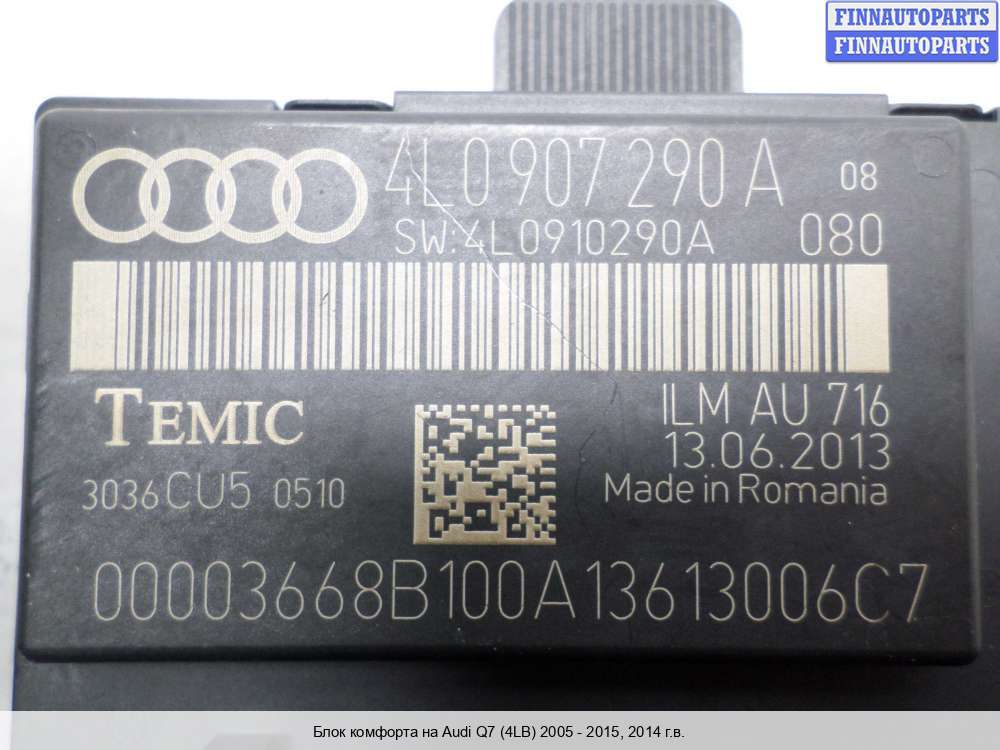 FINNAUTOPARTS
FINNAUTOPARTS
4L0 907 290 A 08
SW:4L0910290A 080
TEMIC
ILM AU 716
13.06.2013
3036CU5 0510
Made in Romania
00003668B100A13613006C7
Блок комфорта на Audi Q7 (4LB) 2005 - 2015, 2014 г.в.